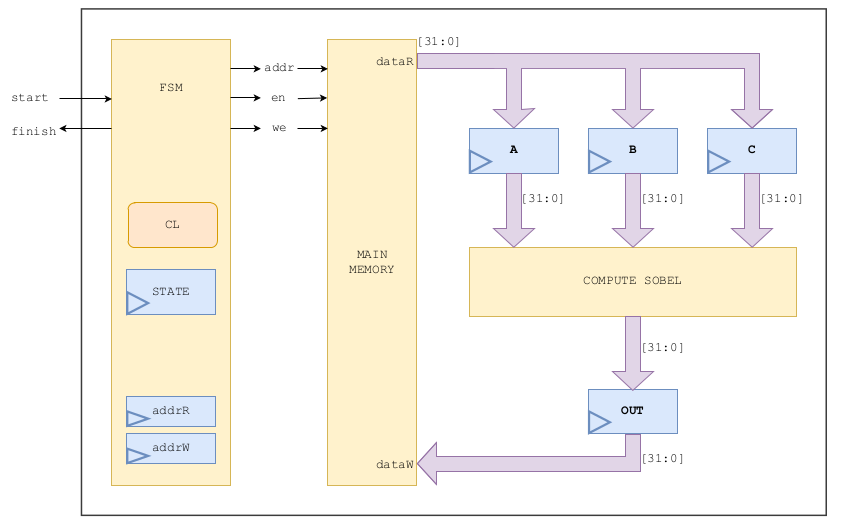 [31:0]
dataR
addr
FSM
start
en
finish
we
A
B
C
[31:0]
[31:0]
[31:0]
CL
MAIN
MEMORY
COMPUTE SOBEL
STATE
[31:0]
addrR
OUT
addrW
dataW
[31:0]